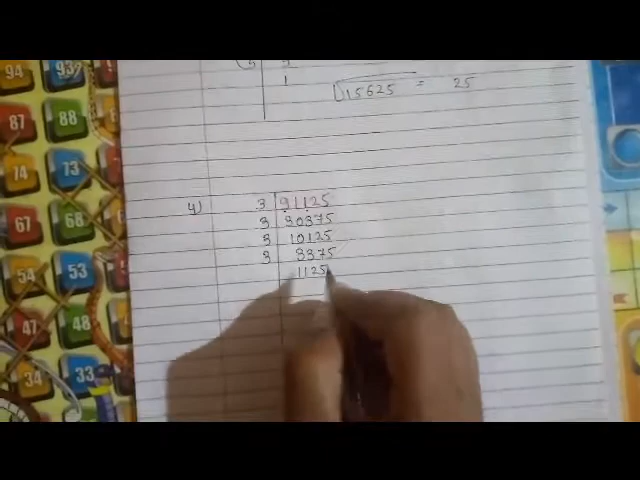 1
√15625 = 25
4) 3 | 91125
3 | 30375
3 | 10125
3 | 3375
1125
94 93
87 88
74 73
67 68
54 53
47 48
34 33